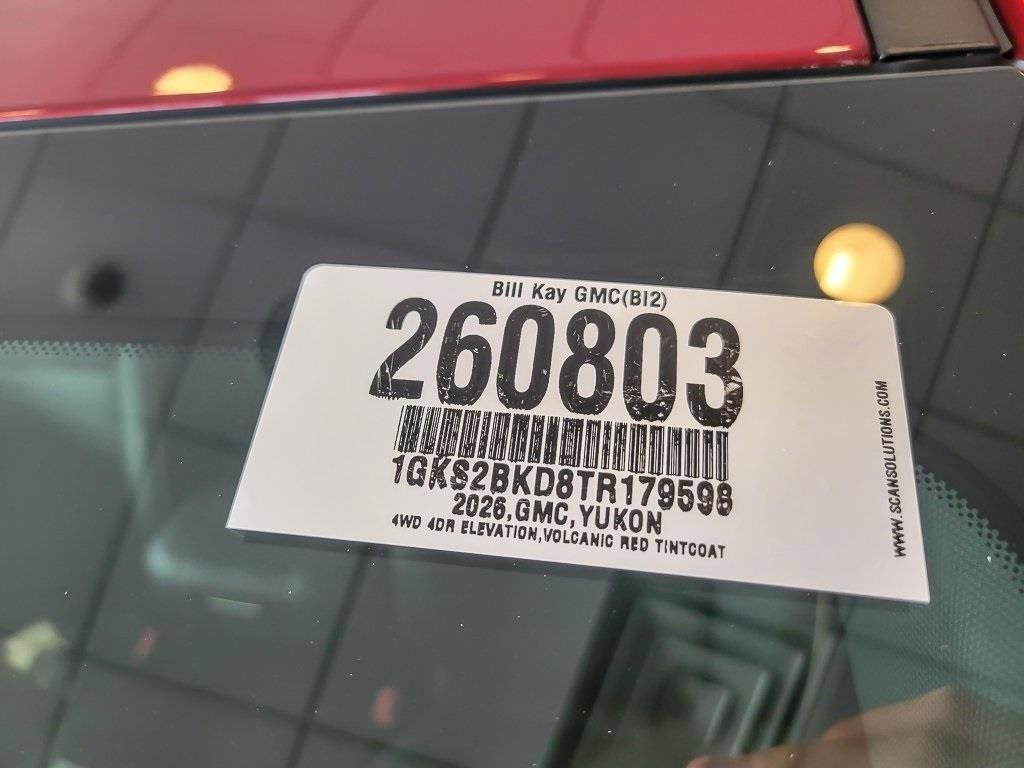 Bill Kay GMC(BI2)
260803
1GKS2BKD8TR179598
2026,GMC,YUKON
4WD 4DR ELEVATION,VOLCANIC RED TINTCOAT
WWW.SCANSOLUTIONS.COM